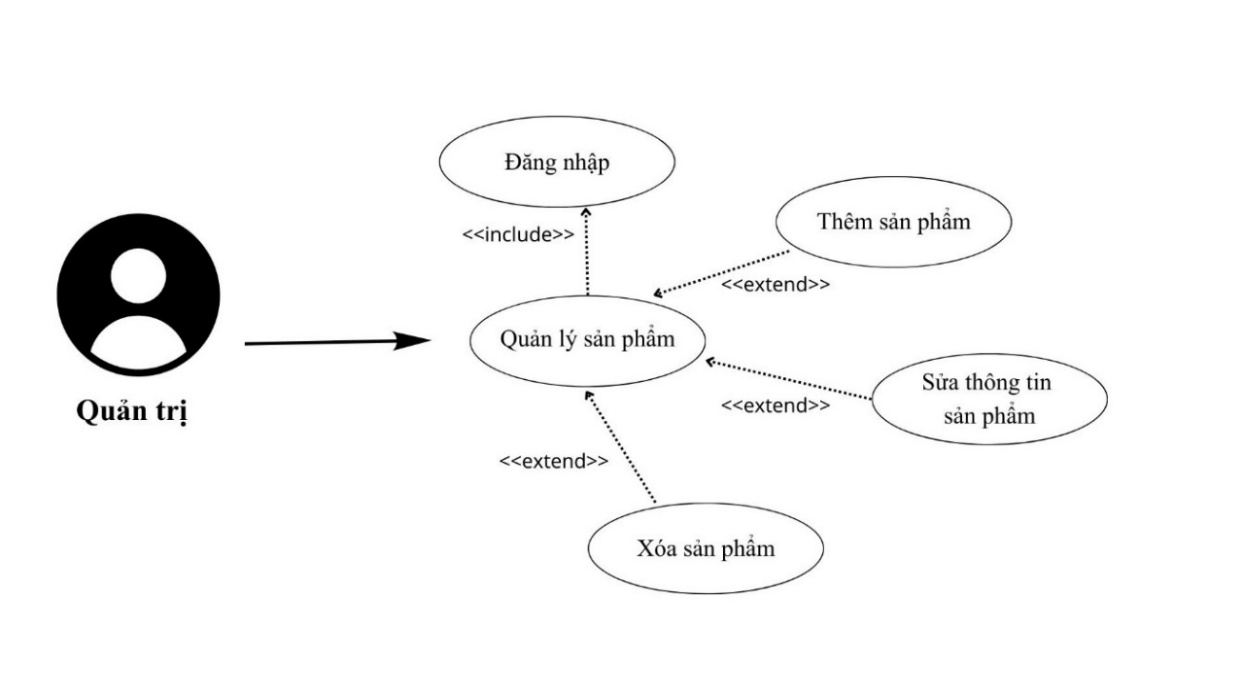 Đăng nhập
<<include>>
Thêm sản phẩm
<<extend>>
Quản lý sản phẩm
Quản trị
Sửa thông tin
sản phẩm
<<extend>>
<<extend>>
Xóa sản phẩm